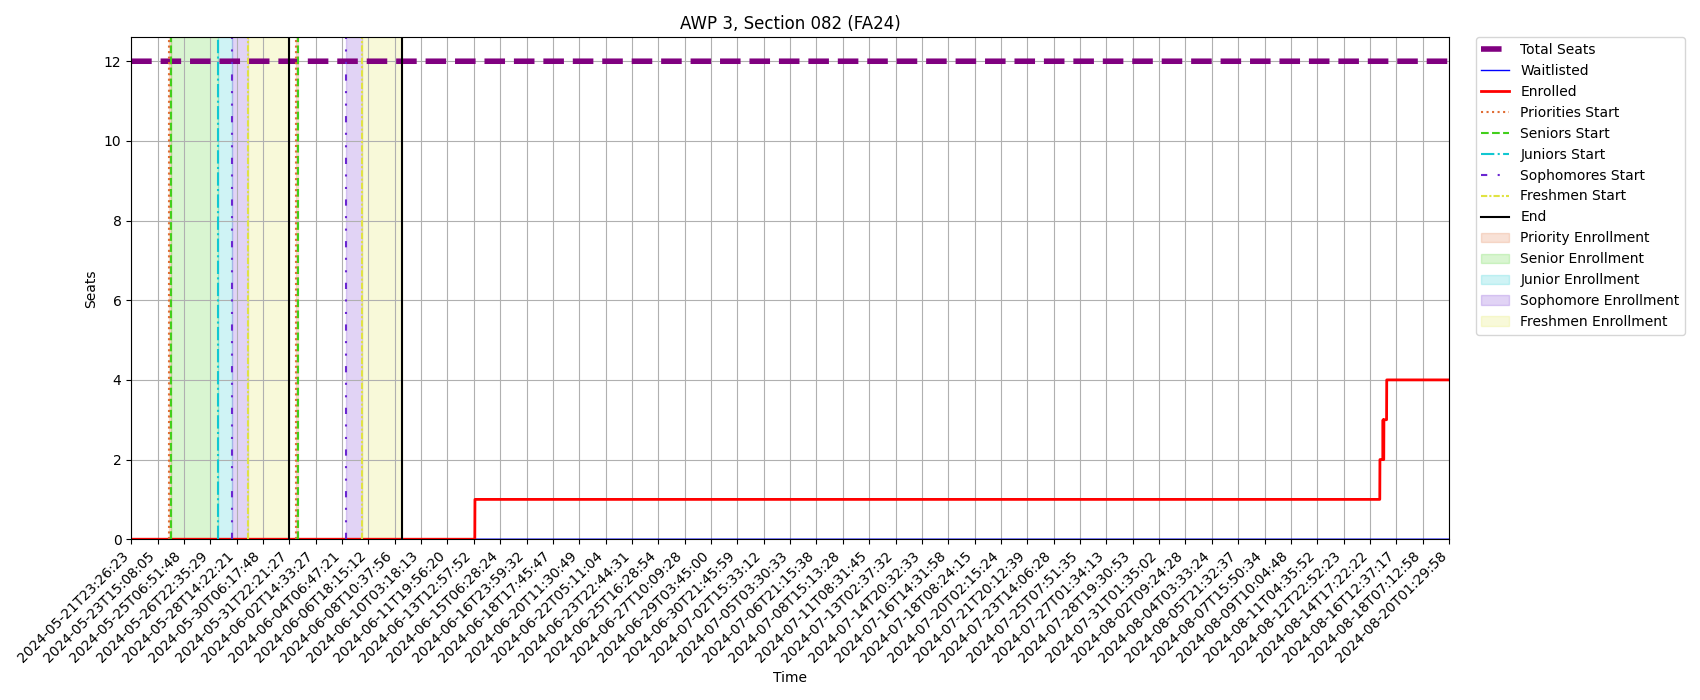 AWP 3, Section 082 (FA24)
Total Seats
Waitlisted
Enrolled
Priorities Start
Seniors Start
Juniors Start
Sophomores Start
Freshmen Start
End
Priority Enrollment
Senior Enrollment
Junior Enrollment
Sophomore Enrollment
Freshmen Enrollment
Seats
12
10
8
6
4
2
0
2024-05-21T23:26:23
2024-05-23T15:08:05
2024-05-25T06:51:48
2024-05-26T22:35:29
2024-05-28T14:22:21
2024-05-30T06:17:48
2024-05-31T22:21:27
2024-06-02T14:33:27
2024-06-04T06:47:21
2024-06-06T18:15:12
2024-06-08T10:37:56
2024-06-10T03:18:13
2024-06-11T19:56:20
2024-06-13T12:57:52
2024-06-15T06:28:24
2024-06-16T23:59:32
2024-06-18T17:45:47
2024-06-20T11:30:49
2024-06-22T05:11:04
2024-06-23T22:44:31
2024-06-25T16:28:54
2024-06-27T10:09:28
2024-06-29T03:45:00
2024-06-30T21:45:59
2024-07-02T15:33:12
2024-07-05T03:30:33
2024-07-06T21:15:38
2024-07-08T15:13:28
2024-07-11T08:31:45
2024-07-13T02:37:32
2024-07-14T20:32:33
2024-07-16T14:31:58
2024-07-18T08:24:15
2024-07-20T02:15:24
2024-07-21T20:12:39
2024-07-23T14:06:28
2024-07-25T07:51:35
2024-07-27T01:34:13
2024-07-28T19:30:53
2024-07-31T01:35:02
2024-08-02T09:24:28
2024-08-04T03:33:24
2024-08-05T21:32:37
2024-08-07T15:50:34
2024-08-09T10:04:48
2024-08-11T04:35:52
2024-08-12T22:52:23
2024-08-14T17:22:22
2024-08-16T12:37:17
2024-08-18T07:12:58
2024-08-20T01:29:58
Time